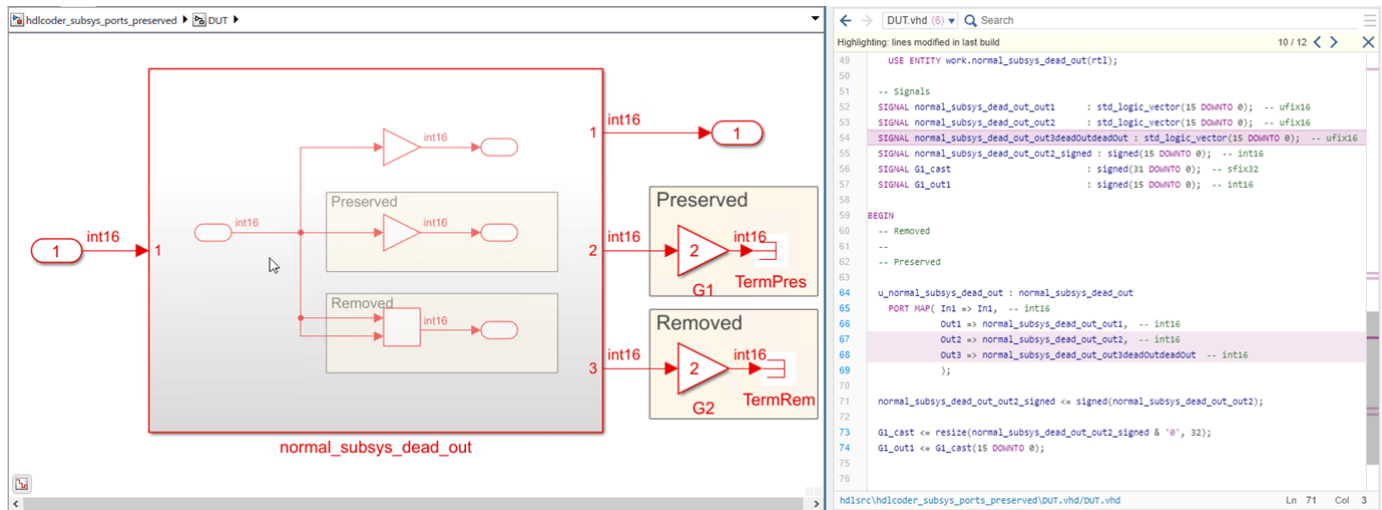 hdlcoder_subsys_ports_preserved DUT
int16
Preserved
int16
int16
Removed
int16
1
int16
1
normal_subsys_dead_out
1
int16
1
Preserved
2
int16
2
int16
TermPres
G1
Removed
3
int16
2
int16
TermRem
G2
DUT.vhd (6) Search
Highlighting: lines modified in last build 10 / 12
49 USE ENTITY work.normal_subsys_dead_out(rtl);
50
51 -- Signals
52 SIGNAL normal_subsys_dead_out_out1 : std_logic_vector(15 DOWNTO 0); -- ufix16
53 SIGNAL normal_subsys_dead_out_out2 : std_logic_vector(15 DOWNTO 0); -- ufix16
54 SIGNAL normal_subsys_dead_out_out3deadOutdeadOut : std_logic_vector(15 DOWNTO 0); -- ufix16
55 SIGNAL normal_subsys_dead_out_out2_signed : signed(15 DOWNTO 0); -- int16
56 SIGNAL G1_cast : signed(31 DOWNTO 0); -- sfix32
57 SIGNAL G1_out1 : signed(15 DOWNTO 0); -- int16
58
59 BEGIN
60 -- Removed
61 --
62 -- Preserved
63
64 u_normal_subsys_dead_out : normal_subsys_dead_out
65 PORT MAP( In1 => In1, -- int16
66 Out1 => normal_subsys_dead_out_out1, -- int16
67 Out2 => normal_subsys_dead_out_out2, -- int16
68 Out3 => normal_subsys_dead_out_out3deadOutdeadOut -- int16
69 );
70
71 normal_subsys_dead_out_out2_signed <= signed(normal_subsys_dead_out_out2);
72
73 G1_cast <= resize(normal_subsys_dead_out_out2_signed & '0', 32);
74 G1_out1 <= G1_cast(15 DOWNTO 0);
75
76
hdlsrc\hdlcoder_subsys_ports_preserved\DUT.vhd/DUT.vhd Ln 71 Col 3